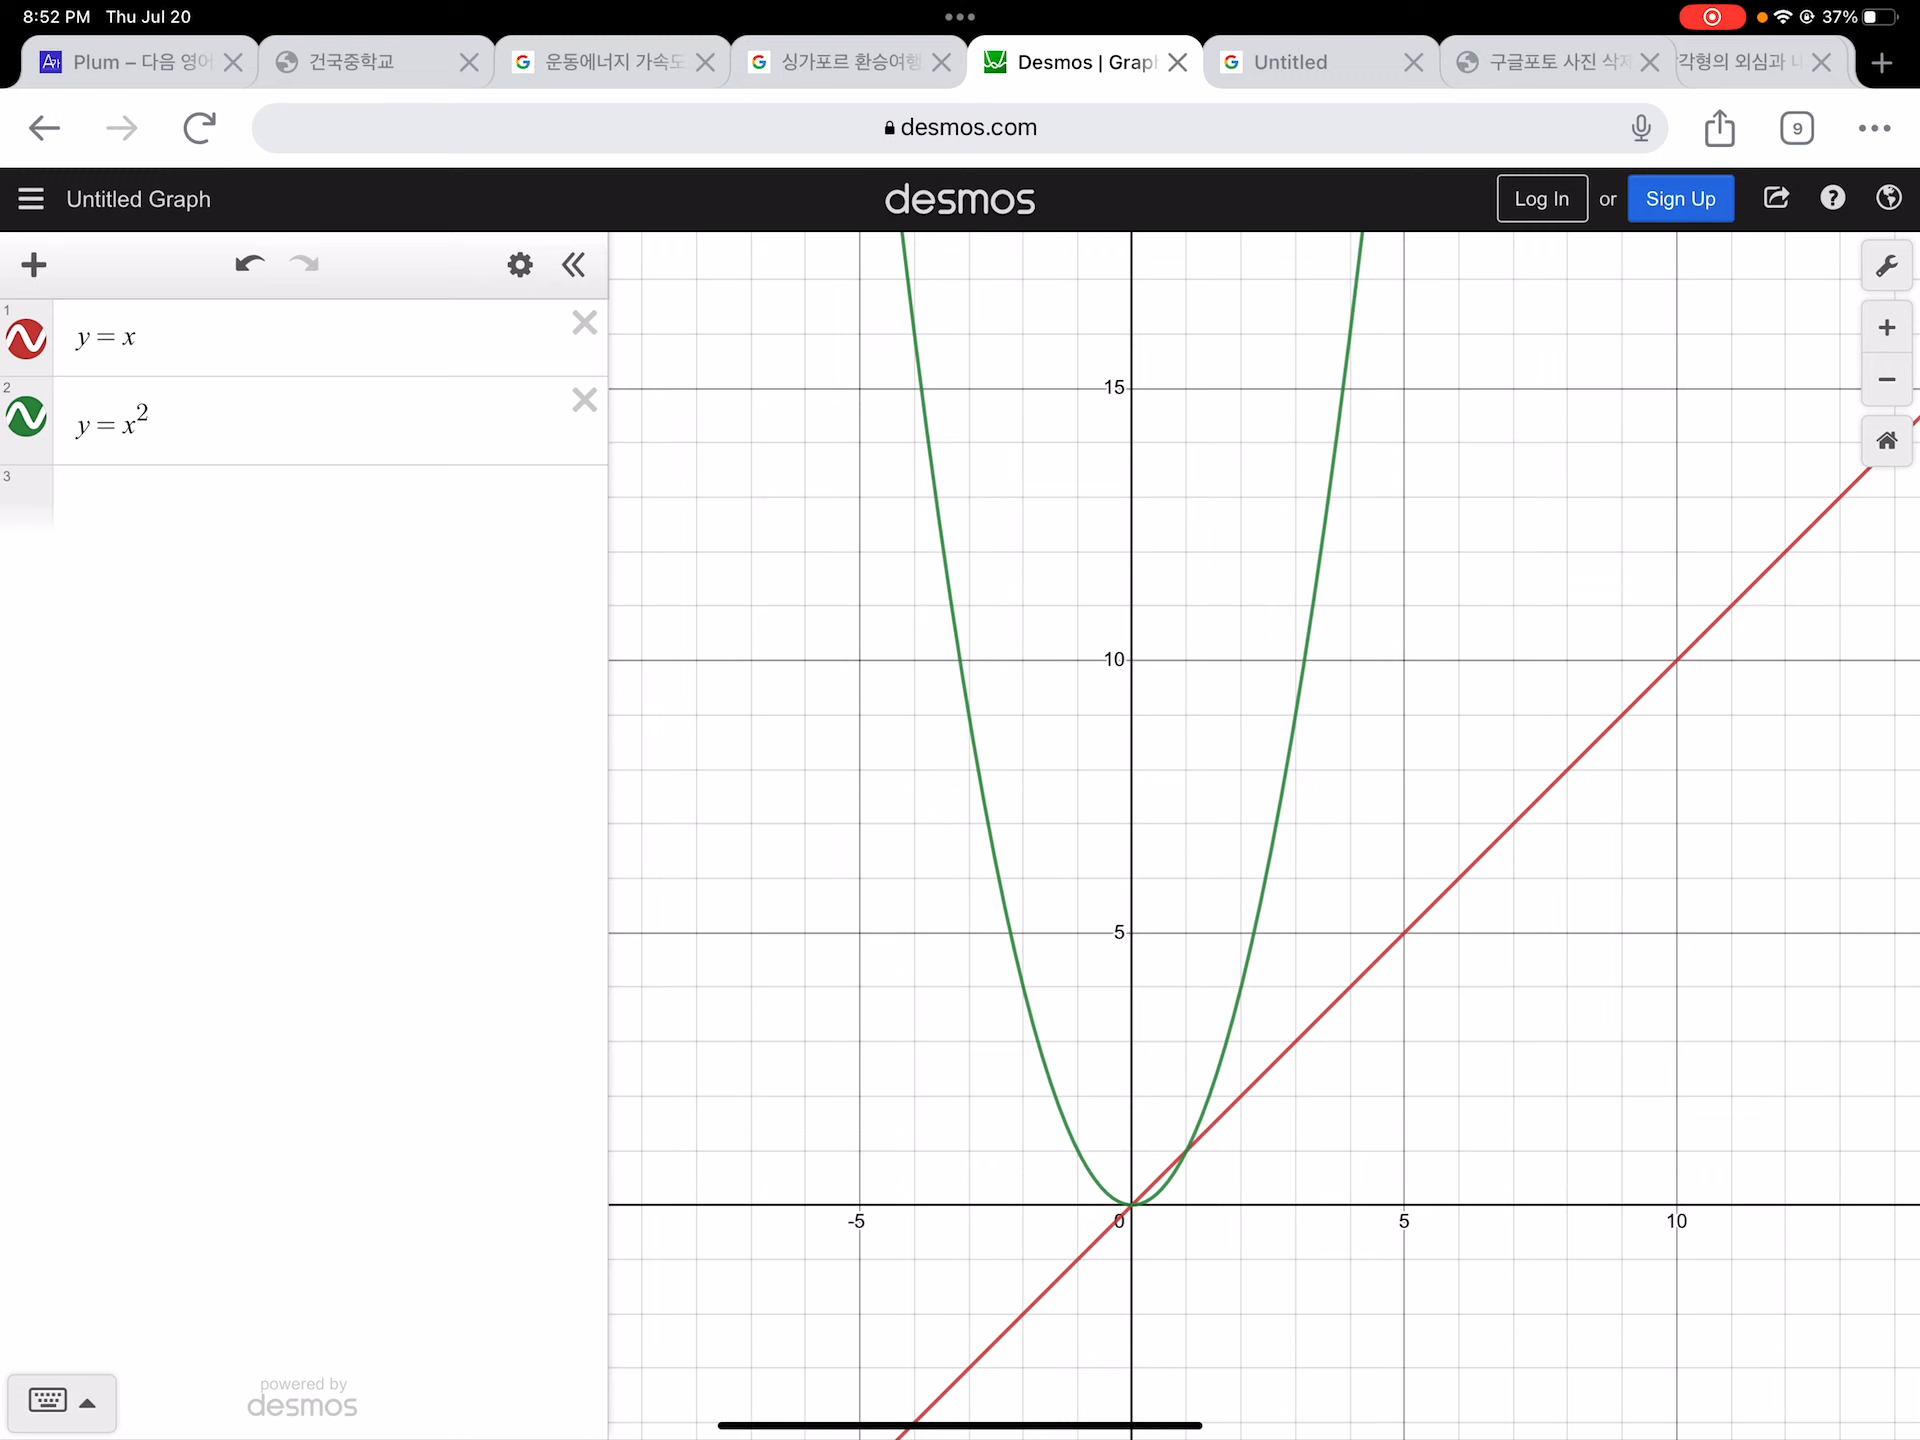 8:52 PM Thu Jul 20
37%
Plum – 다음 영어
건국중학교
운동에너지 가속도
싱가포르 환승여행
Desmos | Grap
Untitled
구글포토 사진 삭제
각형의 외심과 내
desmos.com
9
Untitled Graph
desmos
Log In or Sign Up
1
y = x
2
y = x²
3
15
10
5
-5 0 5 10
powered by
desmos